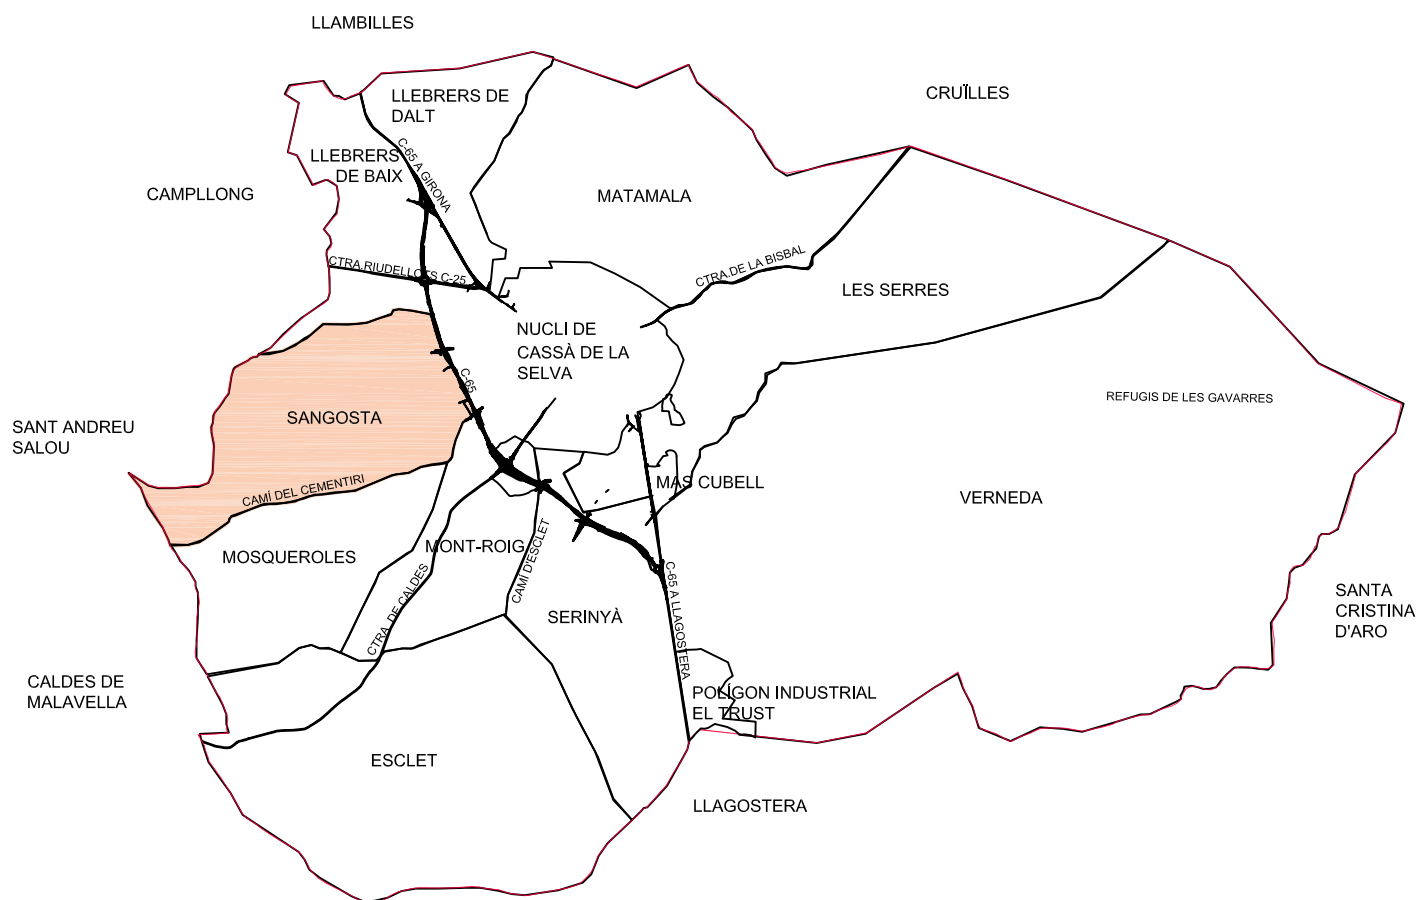 LLAMBILLES
CRUÏLLES
LLEBRERS DE
DALT
C-65 A GIRONA
LLEBRERS
DE BAIX
CAMPLLONG
MATAMALA
CTRA.DE LA BISBAL
CTRA.RIUDELLOTS C-25
LES SERRES
NUCLI DE
CASSÀ DE LA
SELVA
C-65
REFUGIS DE LES GAVARRES
SANGOSTA
SANT ANDREU
SALOU
CAMÍ DEL CEMENTIRI
MAS CUBELL
VERNEDA
MOSQUEROLES
MONT-ROIG
CAMÍ D'ESCLET
CTRA. DE CALDES
C-65 A LLAGOSTERA
SERINYÀ
SANTA
CRISTINA
D'ARO
CALDES DE
MALAVELLA
POLÍGON INDUSTRIAL
EL TRUST
ESCLET
LLAGOSTERA